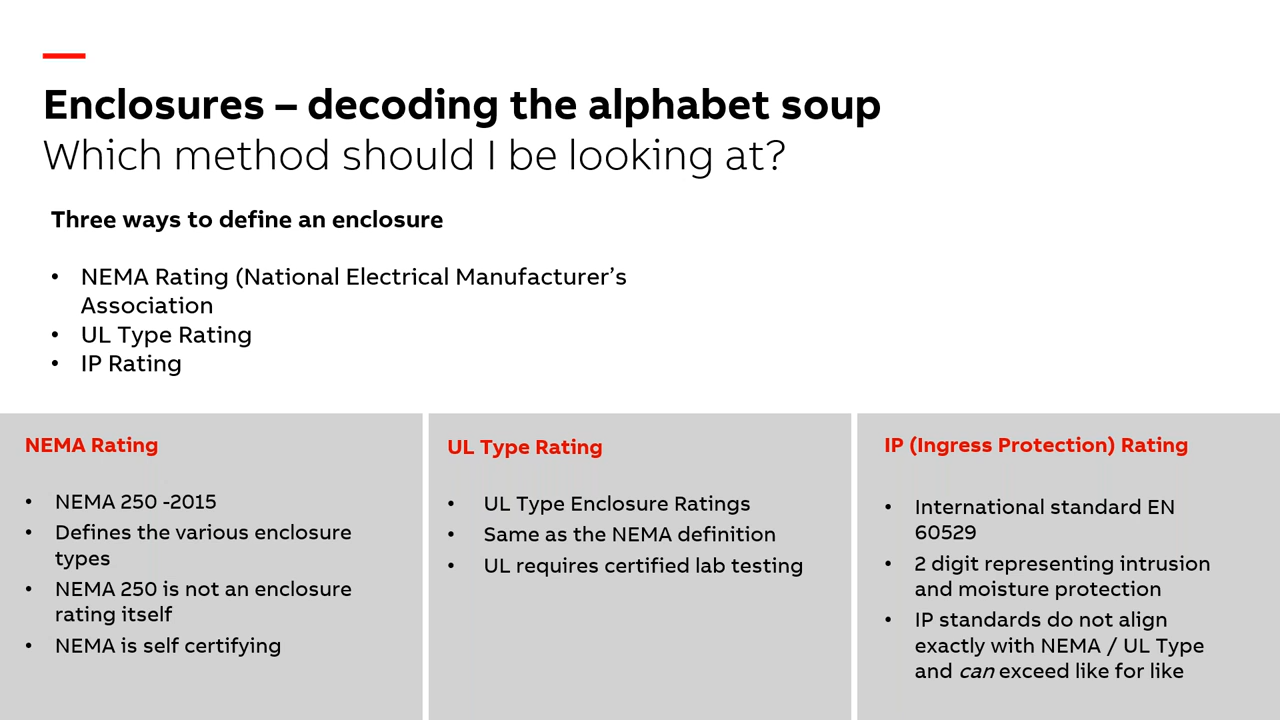 Enclosures – decoding the alphabet soup
Which method should I be looking at?
Three ways to define an enclosure
• NEMA Rating (National Electrical Manufacturer’s
Association
• UL Type Rating
• IP Rating
NEMA Rating
• NEMA 250 -2015
• Defines the various enclosure
types
• NEMA 250 is not an enclosure
rating itself
• NEMA is self certifying
UL Type Rating
• UL Type Enclosure Ratings
• Same as the NEMA definition
• UL requires certified lab testing
IP (Ingress Protection) Rating
• International standard EN
60529
• 2 digit representing intrusion
and moisture protection
• IP standards do not align
exactly with NEMA / UL Type
and can exceed like for like